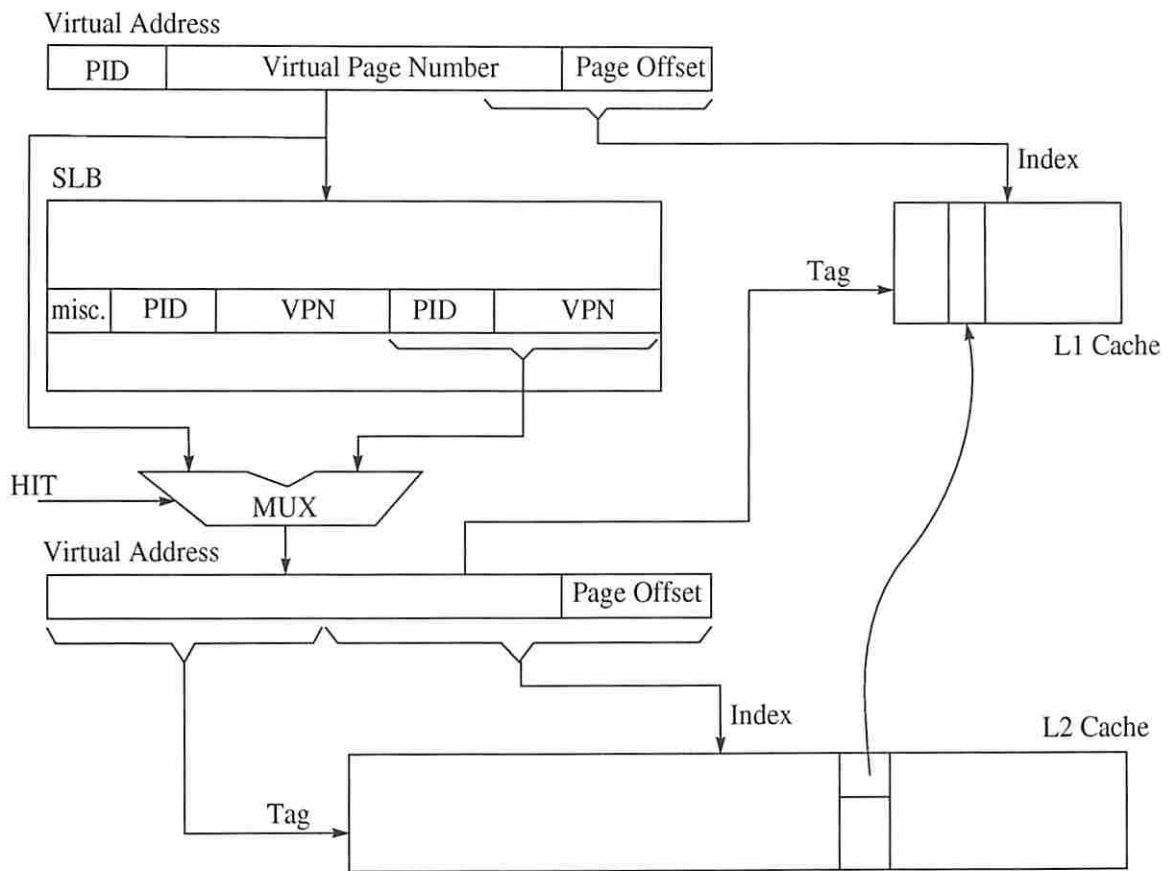 Virtual Address
PID Virtual Page Number Page Offset
Index
SLB
Tag
misc. PID VPN PID VPN
L1 Cache
HIT
MUX
Virtual Address
Page Offset
Index
L2 Cache
Tag